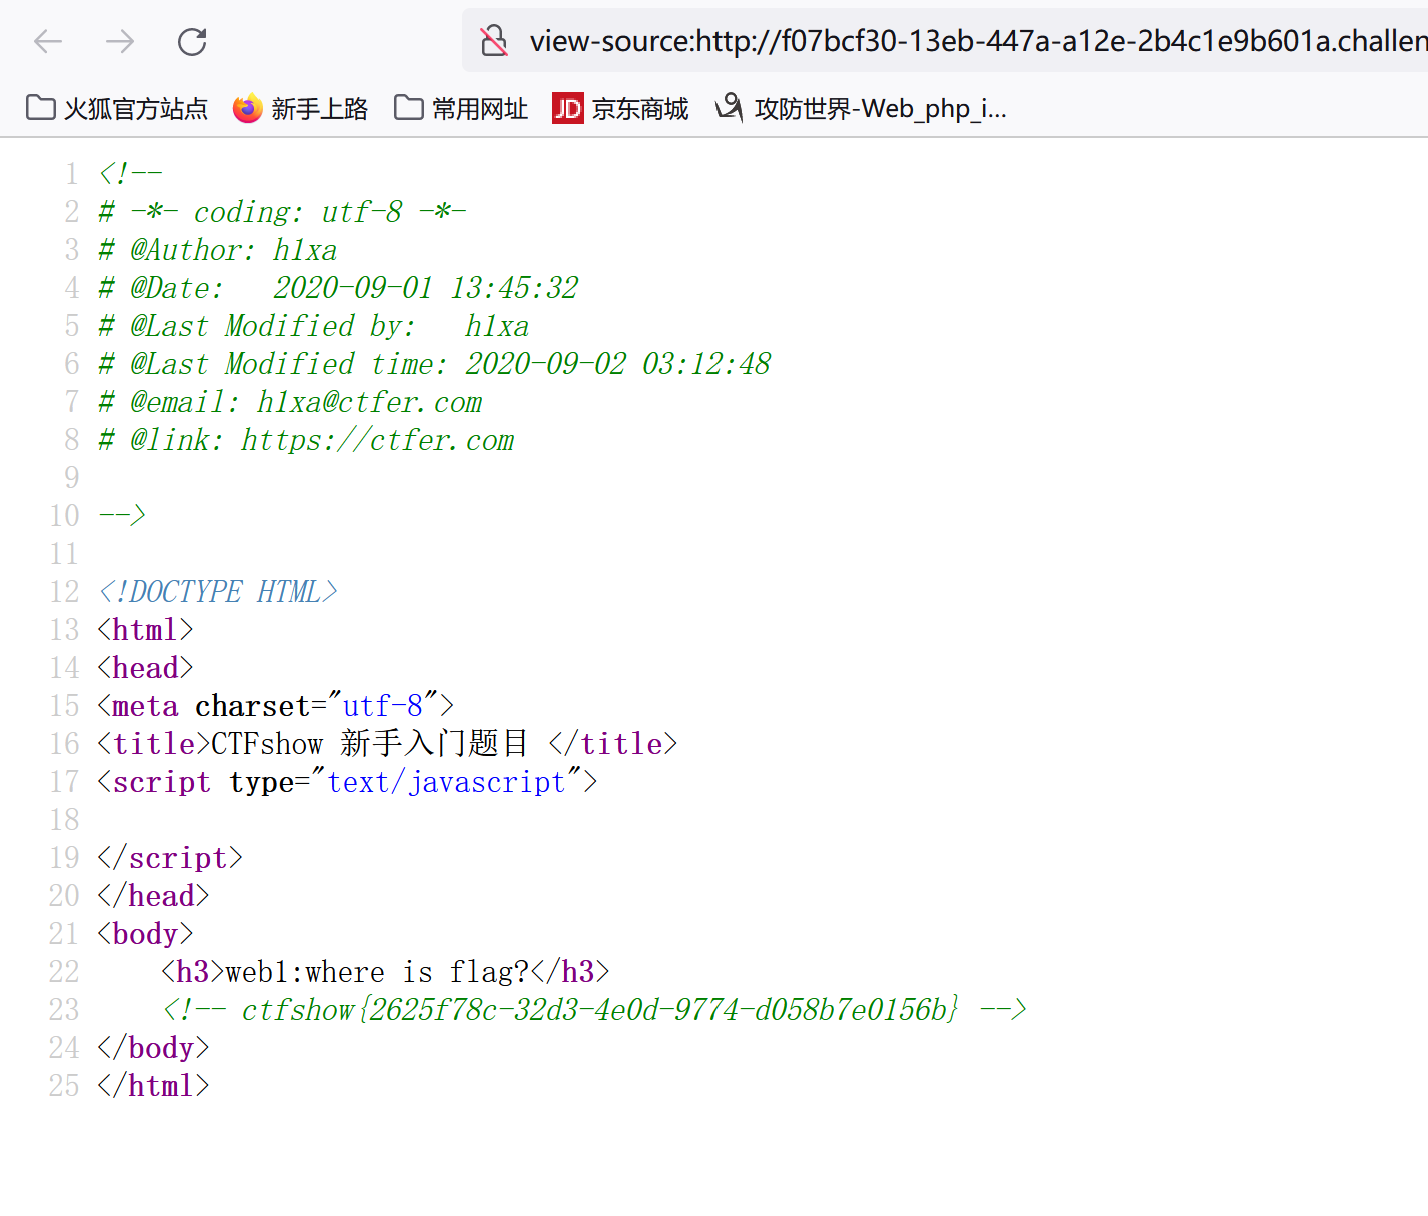 view-source:http://f07bcf30-13eb-447a-a12e-2b4c1e9b601a.challen
火狐官方站点 新手上路 常用网址 JD 京东商城 攻防世界-Web_php_i...
1 <!--
2 # -*- coding: utf-8 -*-
3 # @Author: h1xa
4 # @Date:   2020-09-01 13:45:32
5 # @Last Modified by:   h1xa
6 # @Last Modified time: 2020-09-02 03:12:48
7 # @email: h1xa@ctfer.com
8 # @link: https://ctfer.com
9
10 -->
11
12 <!DOCTYPE HTML>
13 <html>
14 <head>
15 <meta charset="utf-8">
16 <title>CTFshow 新手入门题目 </title>
17 <script type="text/javascript">
18
19 </script>
20 </head>
21 <body>
22     <h3>web1:where is flag?</h3>
23     <!-- ctfshow{2625f78c-32d3-4e0d-9774-d058b7e0156b} -->
24 </body>
25 </html>